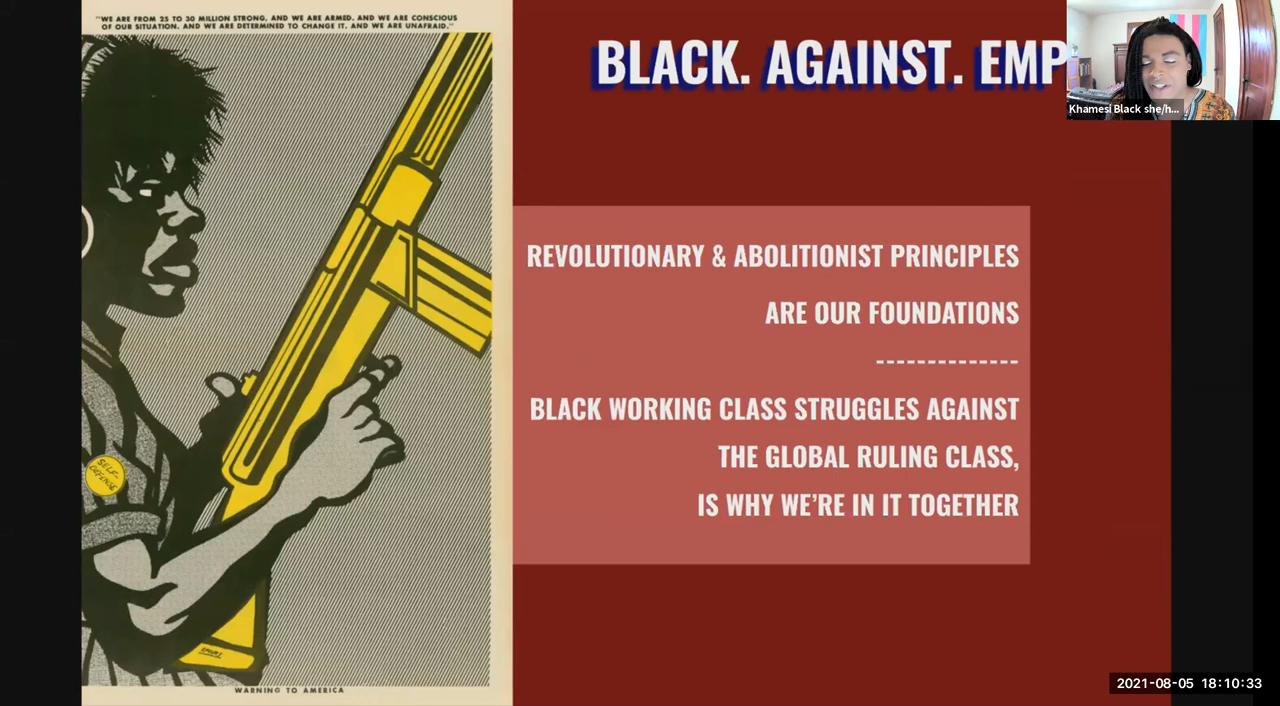 "WE ARE FROM 25 TO 30 MILLION STRONG, AND WE ARE ARMED. AND WE ARE CONSCIOUS
OF OUR SITUATION. AND WE ARE DETERMINED TO CHANGE IT. AND WE ARE UNAFRAID."
BLACK. AGAINST. EMP
Khamesi Black she/h...
REVOLUTIONARY & ABOLITIONIST PRINCIPLES
ARE OUR FOUNDATIONS
--------------
BLACK WORKING CLASS STRUGGLES AGAINST
THE GLOBAL RULING CLASS,
IS WHY WE'RE IN IT TOGETHER
SELF-
DEFENSE
EMORY
WARNING TO AMERICA
2021-08-05 18:10:33